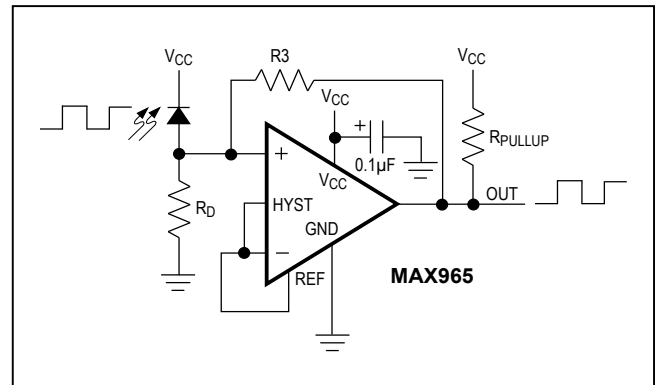 VCC
R3
VCC
VCC
+
0.1µF
RPULLUP
+
VCC
HYST
RD
GND
OUT
−
REF
MAX965